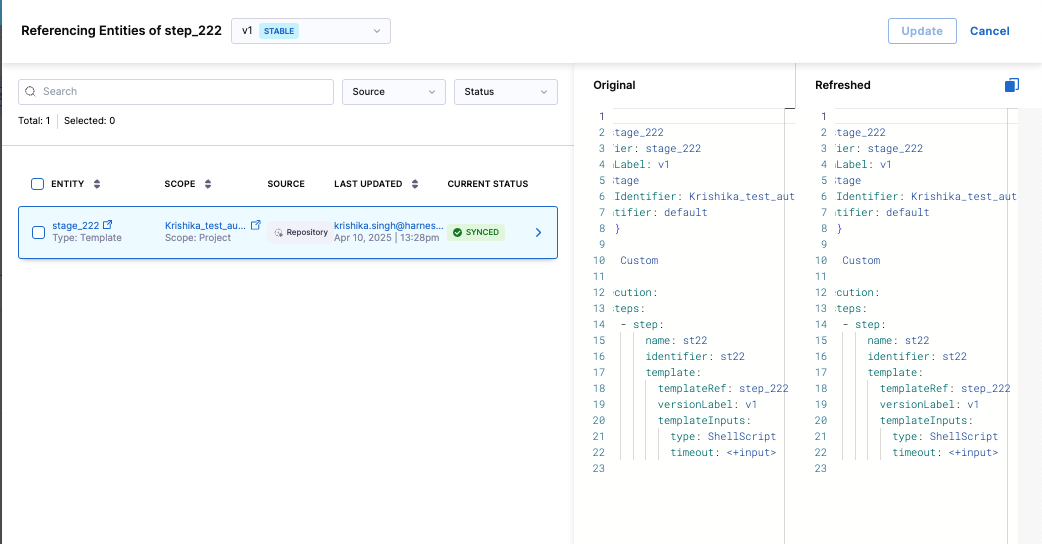 Referencing Entities of step_222
v1 STABLE
Update
Cancel
Search
Source
Status
Total: 1
Selected: 0
ENTITY
SCOPE
SOURCE
LAST UPDATED
CURRENT STATUS
stage_222
Type: Template
Krishika_test_au...
Scope: Project
Repository
krishika.singh@harnes...
Apr 10, 2025 | 13:28pm
SYNCED
Original
1
2 tage_222
3 ier: stage_222
4 Label: v1
5 tage
6 Identifier: Krishika_test_aut
7 tifier: default
8 }
9
10 Custom
11
12 cution:
13 teps:
14 - step:
15 name: st22
16 identifier: st22
17 template:
18 templateRef: step_222
19 versionLabel: v1
20 templateInputs:
21 type: ShellScript
22 timeout: <+input>
23
Refreshed
1
2 tage_222
3 ier: stage_222
4 Label: v1
5 tage
6 Identifier: Krishika_test_aut
7 tifier: default
8 }
9
10 Custom
11
12 cution:
13 teps:
14 - step:
15 name: st22
16 identifier: st22
17 template:
18 templateRef: step_222
19 versionLabel: v1
20 templateInputs:
21 type: ShellScript
22 timeout: <+input>
23